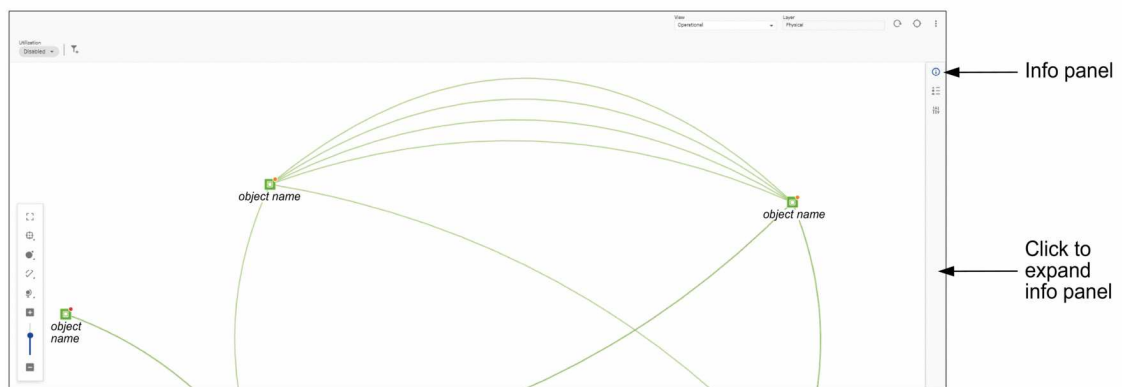 View
Operational
Layer
Physical
Utilization
Disabled
Info panel
object name
object name
Click to
expand
info panel
object
name